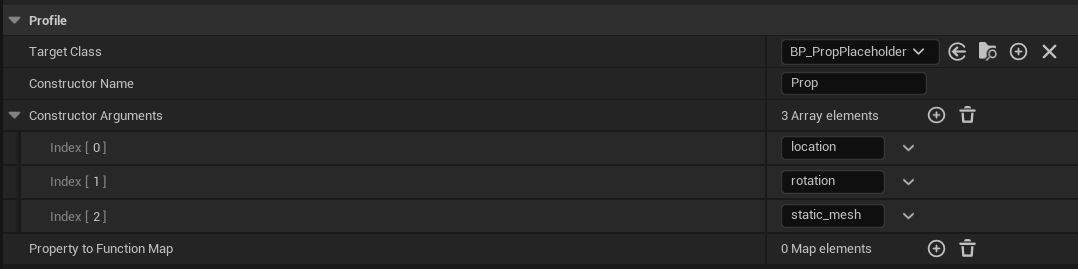 Profile
Target Class BP_PropPlaceholder
Constructor Name Prop
Constructor Arguments 3 Array elements
Index [ 0 ] location
Index [ 1 ] rotation
Index [ 2 ] static_mesh
Property to Function Map 0 Map elements